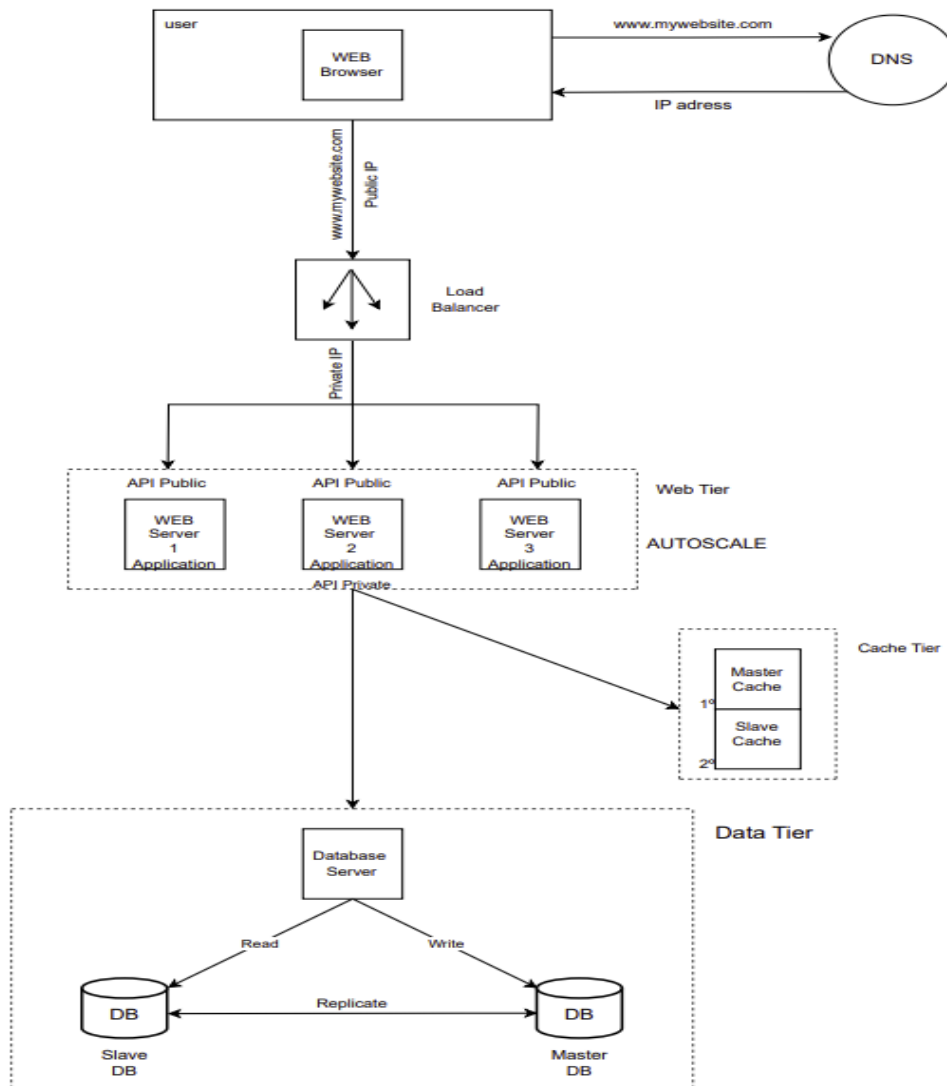 user
www.mywebsite.com
WEB
Browser
DNS
IP adress
www.mywebsite.com
Public IP
Load
Balancer
Private IP
API Public
API Public
API Public
Web Tier
WEB
Server
1
Application
WEB
Server
2
Application
WEB
Server
3
Application
AUTOSCALE
API Private
Cache Tier
Master
Cache
1º
Slave
Cache
2º
Data Tier
Database
Server
Read
Write
DB
Replicate
DB
Slave
DB
Master
DB